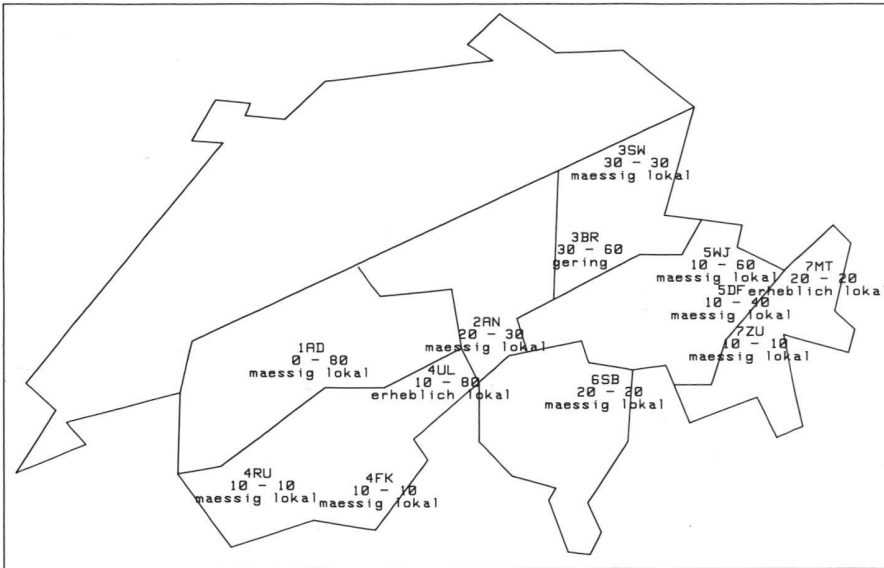 3SW
30 - 30
maessig lokal
3BR
30 - 60
gering
5WJ
10 - 60
maessig lokal
7MT
20 - 20
erheblich lokal
5DF
10 - 40
maessig lokal
7ZU
10 - 10
maessig lokal
2AN
20 - 30
maessig lokal
1AD
0 - 80
maessig lokal
4UL
10 - 80
erheblich lokal
6SB
20 - 20
maessig lokal
4RU
10 - 10
maessig lokal
4FK
10 - 10
maessig lokal